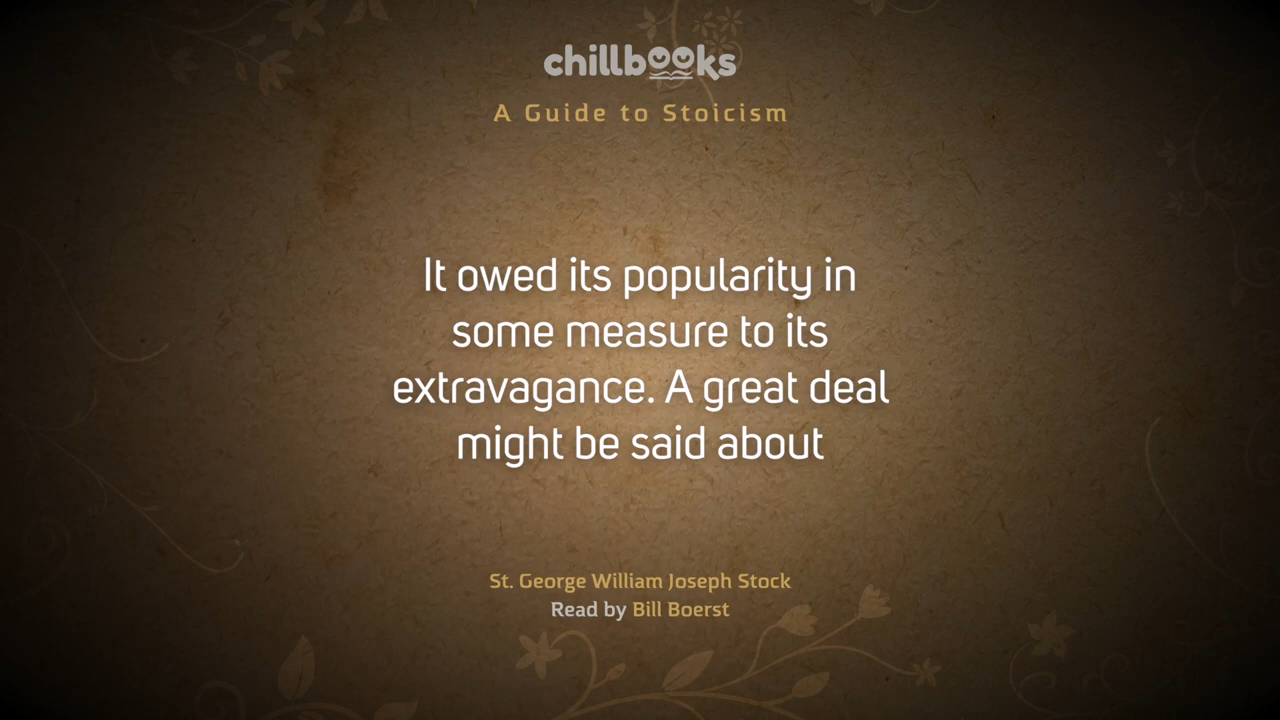 chillbooks
A Guide to Stoicism
It owed its popularity in
some measure to its
extravagance. A great deal
might be said about
St. George William Joseph Stock
Read by Bill Boerst